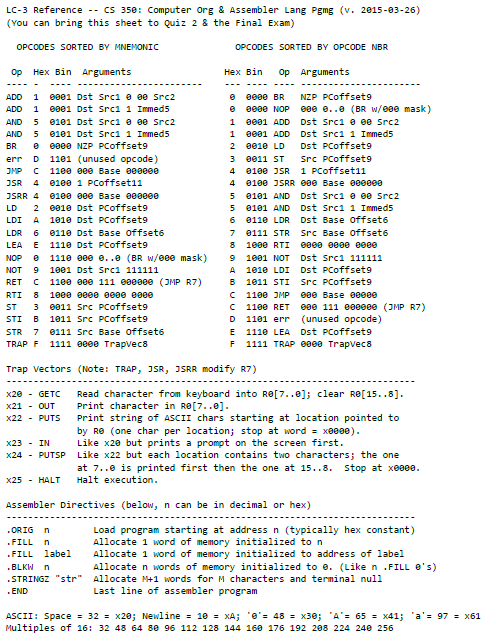 LC-3 Reference -- CS 350: Computer Org & Assembler Lang Pgmg (v. 2015-03-26)
(You can bring this sheet to Quiz 2 & the Final Exam)
OPCODES SORTED BY MNEMONIC OPCODES SORTED BY OPCODE NBR
Op Hex Bin Arguments Hex Bin Op Arguments
---- - ---- --------------------- --- ---- ---- ---------------------
ADD 1 0001 Dst Src1 0 00 Src2 0 0000 BR NZP PCoffset9
ADD 1 0001 Dst Src1 1 Immed5 0 0000 NOP 000 0..0 (BR w/000 mask)
AND 5 0101 Dst Src1 0 00 Src2 1 0001 ADD Dst Src1 0 00 Src2
AND 5 0101 Dst Src1 1 Immed5 1 0001 ADD Dst Src1 1 Immed5
BR 0 0000 NZP PCoffset9 2 0010 LD Dst PCoffset9
err D 1101 (unused opcode) 3 0011 ST Src PCoffset9
JMP C 1100 000 Base 000000 4 0100 JSR 1 PCoffset11
JSR 4 0100 1 PCoffset11 4 0100 JSRR 000 Base 000000
JSRR 4 0100 000 Base 000000 5 0101 AND Dst Src1 0 00 Src2
LD 2 0010 Dst PCoffset9 5 0101 AND Dst Src1 1 Immed5
LDI A 1010 Dst PCoffset9 6 0110 LDR Dst Base Offset6
LDR 6 0110 Dst Base Offset6 7 0111 STR Src Base Offset6
LEA E 1110 Dst PCoffset9 8 1000 RTI 0000 0000 0000
NOP 0 1110 000 0..0 (BR w/000 mask) 9 1001 NOT Dst Src1 111111
NOT 9 1001 Dst Src1 111111 A 1010 LDI Dst PCoffset9
RET C 1100 000 111 000000 (JMP R7) B 1011 STI Src PCoffset9
RTI 8 1000 0000 0000 0000 C 1100 JMP 000 Base 00000
ST 3 0011 Src PCoffset9 C 1100 RET 000 111 000000 (JMP R7)
STI B 1011 Src PCoffset9 D 1101 err (unused opcode)
STR 7 0111 Src Base Offset6 E 1110 LEA Dst PCoffset9
TRAP F 1111 0000 TrapVec8 F 1111 TRAP 0000 TrapVec8
Trap Vectors (Note: TRAP, JSR, JSRR modify R7)
----------------------------------------------------------------------
x20 - GETC Read character from keyboard into R0[7..0]; clear R0[15..8].
x21 - OUT Print character in R0[7..0].
x22 - PUTS Print string of ASCII chars starting at location pointed to
by R0 (one char per location; stop at word = x0000).
x23 - IN Like x20 but prints a prompt on the screen first.
x24 - PUTSP Like x22 but each location contains two characters; the one
at 7..0 is printed first then the one at 15..8. Stop at x0000.
x25 - HALT Halt execution.
Assembler Directives (below, n can be in decimal or hex)
----------------------------------------------------------------------
.ORIG n Load program starting at address n (typically hex constant)
.FILL n Allocate 1 word of memory initialized to n
.FILL label Allocate 1 word of memory initialized to address of label
.BLKW n Allocate n words of memory initialized to 0. (Like n .FILL 0's)
.STRINGZ "str" Allocate M+1 words for M characters and terminal null
.END Last line of assembler program
ASCII: Space = 32 = x20; Newline = 10 = xA; '0'= 48 = x30; 'A'= 65 = x41; 'a'= 97 = x61
Multiples of 16: 32 48 64 80 96 112 128 144 160 176 192 208 224 240 256